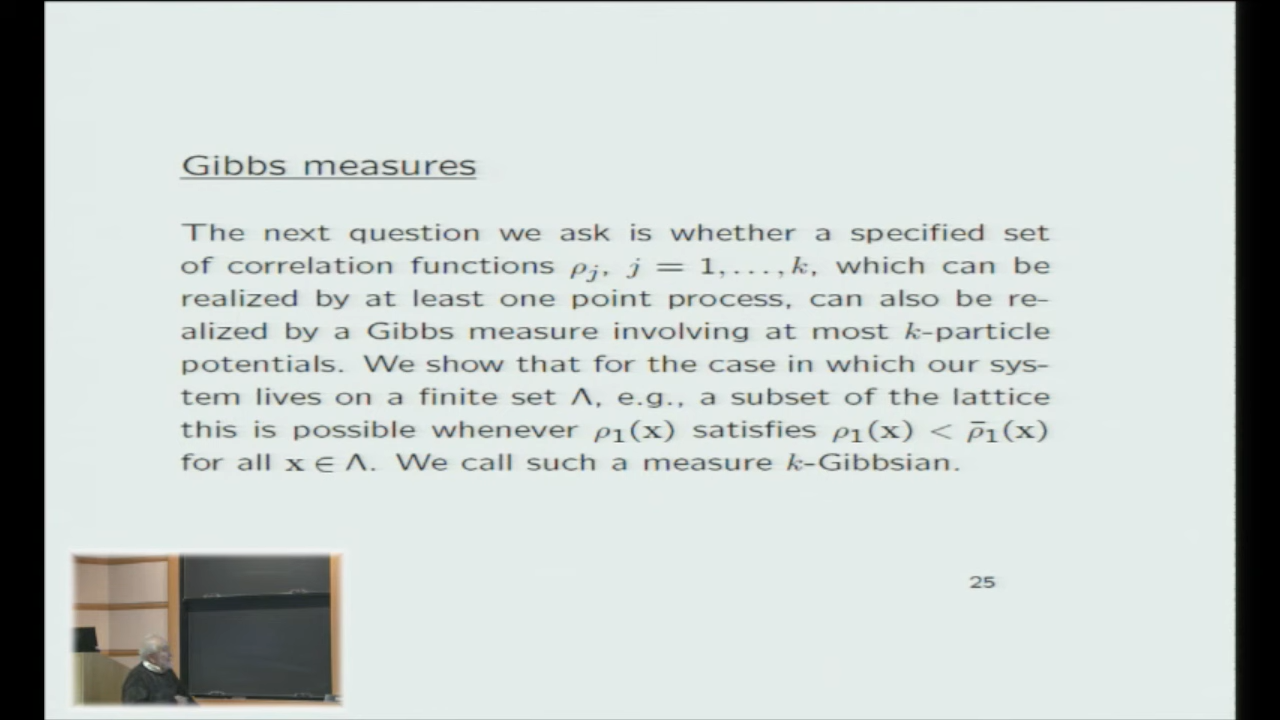 Gibbs measures
The next question we ask is whether a specified set
of correlation functions ρⱼ, j = 1, . . . , k, which can be
realized by at least one point process, can also be re-
alized by a Gibbs measure involving at most k-particle
potentials. We show that for the case in which our sys-
tem lives on a finite set Λ, e.g., a subset of the lattice
this is possible whenever ρ₁(x) satisfies ρ₁(x) < ρ̄₁(x)
for all x ∈ Λ. We call such a measure k-Gibbsian.
25